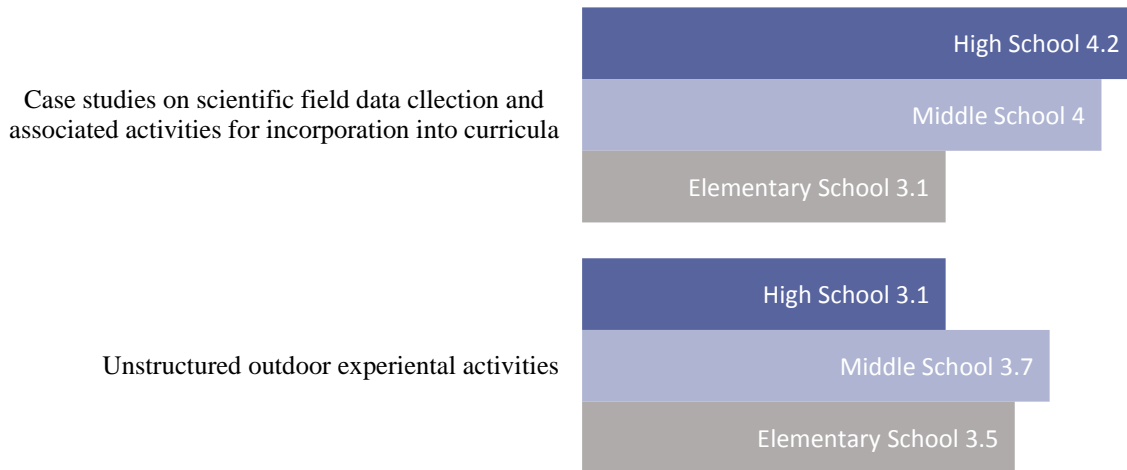 High School 4.2
Case studies on scientific field data cllection and
associated activities for incorporation into curricula
Middle School 4
Elementary School 3.1
High School 3.1
Unstructured outdoor experiental activities
Middle School 3.7
Elementary School 3.5